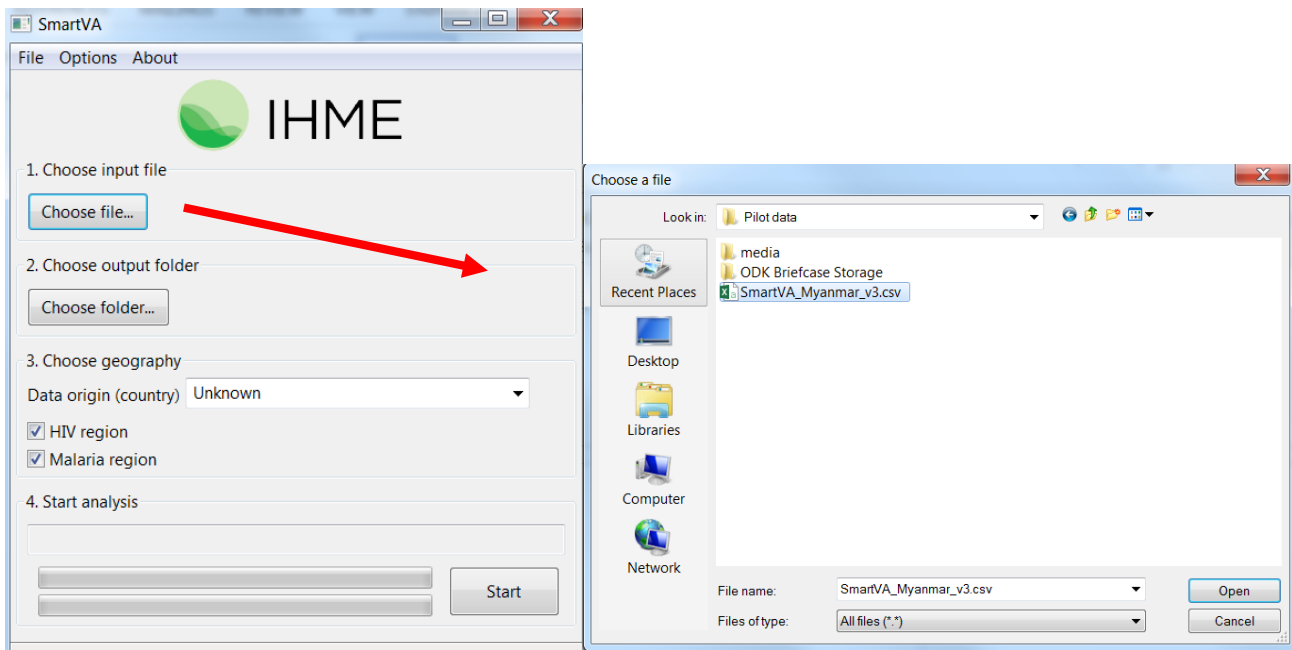 SmartVA
File Options About
IHME
1. Choose input file
Choose file...
2. Choose output folder
Choose folder...
3. Choose geography
Data origin (country) Unknown
HIV region
Malaria region
4. Start analysis
Start
Choose a file
Look in: Pilot data
Recent Places
Desktop
Libraries
Computer
Network
media
ODK Briefcase Storage
SmartVA_Myanmar_v3.csv
File name: SmartVA_Myanmar_v3.csv Open
Files of type: All files (*.*) Cancel